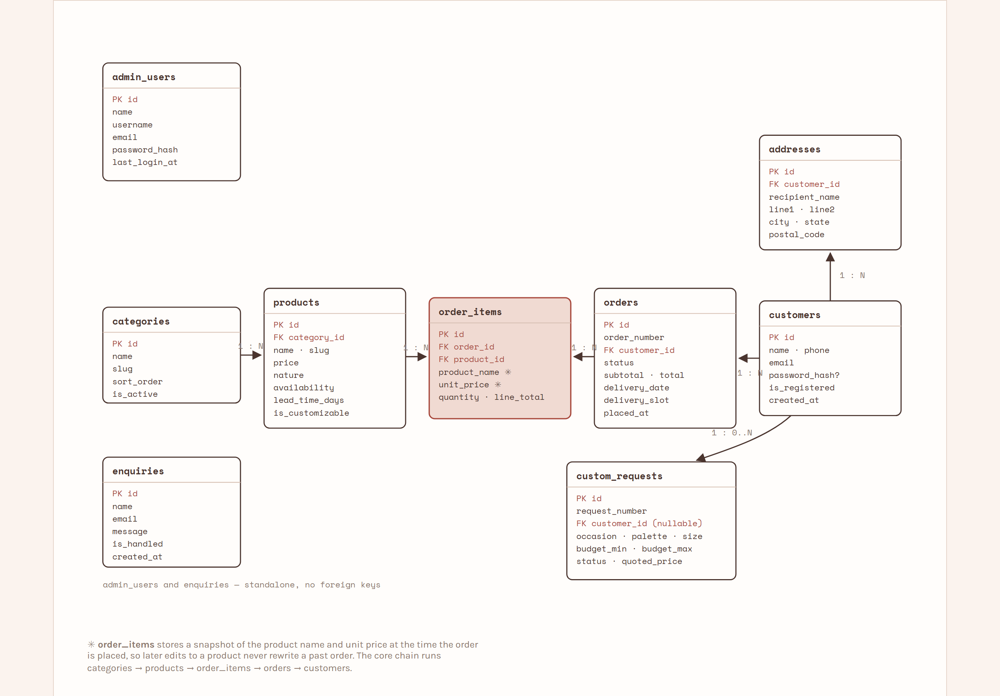 admin_users
PK id
name
username
email
password_hash
last_login_at
addresses
PK id
FK customer_id
recipient_name
line1 · line2
city · state
postal_code
1 : N
categories
PK id
name
slug
sort_order
is_active
1 : N
products
PK id
FK category_id
name · slug
price
nature
availability
lead_time_days
is_customizable
1 : N
order_items
PK id
FK order_id
FK product_id
product_name ✳
unit_price ✳
quantity · line_total
1 : N
orders
PK id
order_number
FK customer_id
status
subtotal · total
delivery_date
delivery_slot
placed_at
1 : N
customers
PK id
name · phone
email
password_hash?
is_registered
created_at
1 : 0..N
enquiries
PK id
name
email
message
is_handled
created_at
custom_requests
PK id
request_number
FK customer_id (nullable)
occasion · palette · size
budget_min · budget_max
status · quoted_price
admin_users and enquiries — standalone, no foreign keys
✳ order_items stores a snapshot of the product name and unit price at the time the order
is placed, so later edits to a product never rewrite a past order. The core chain runs
categories → products → order_items → orders → customers.